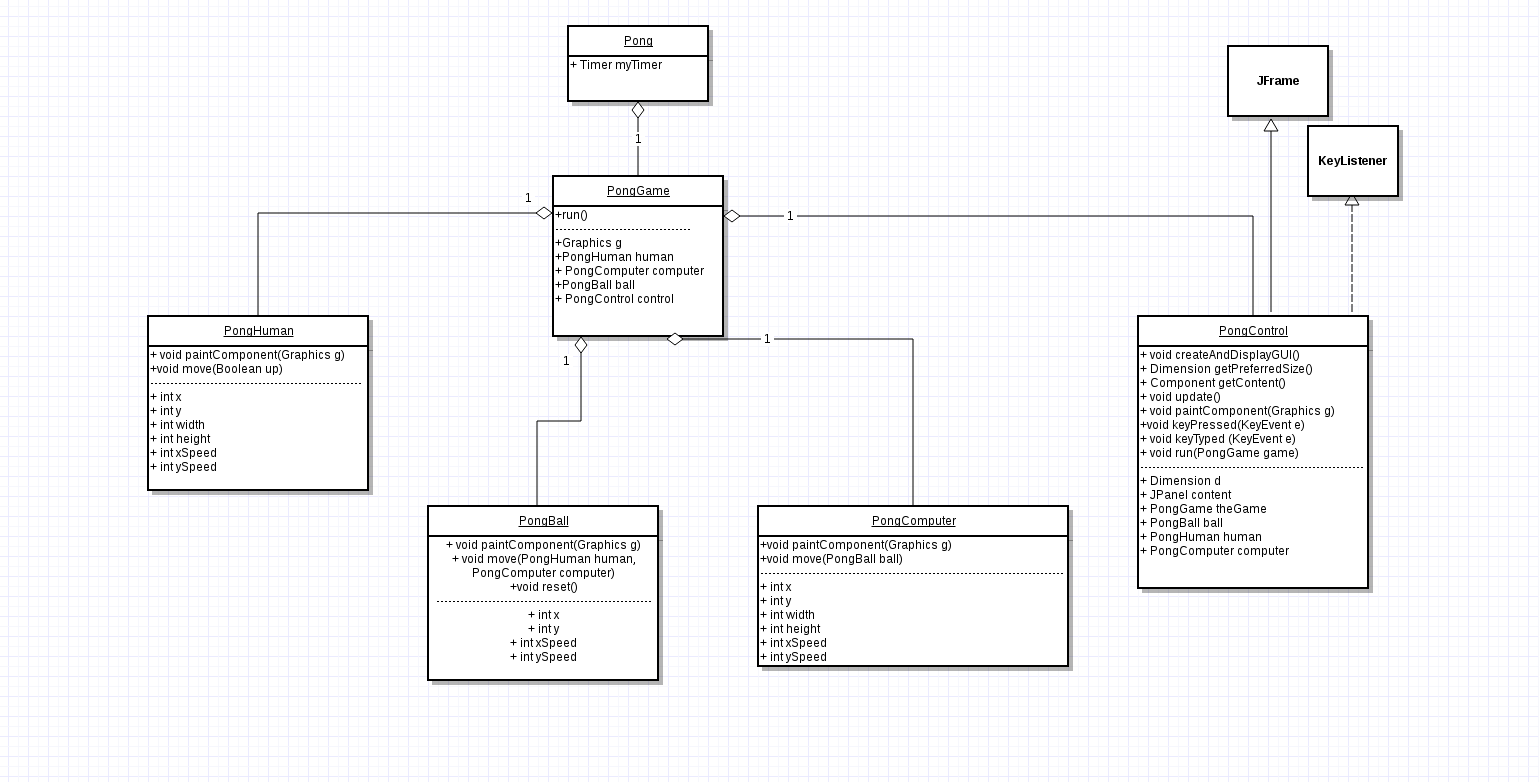 Pong
+ Timer myTimer
1
JFrame
KeyListener
PongGame
+run()
+Graphics g
+PongHuman human
+ PongComputer computer
+PongBall ball
+ PongControl control
1
1
1
1
PongHuman
+ void paintComponent(Graphics g)
+void move(Boolean up)
+ int x
+ int y
+ int width
+ int height
+ int xSpeed
+ int ySpeed
PongBall
+ void paintComponent(Graphics g)
+ void move(PongHuman human,
PongComputer computer)
+void reset()
+ int x
+ int y
+ int xSpeed
+ int ySpeed
PongComputer
+void paintComponent(Graphics g)
+void move(PongBall ball)
+ int x
+ int y
+ int width
+ int height
+ int xSpeed
+ int ySpeed
PongControl
+ void createAndDisplayGUI()
+ Dimension getPreferredSize()
+ Component getContent()
+ void update()
+ void paintComponent(Graphics g)
+void keyPressed(KeyEvent e)
+ void keyTyped (KeyEvent e)
+ void run(PongGame game)
+ Dimension d
+ JPanel content
+ PongGame theGame
+ PongBall ball
+ PongHuman human
+ PongComputer computer